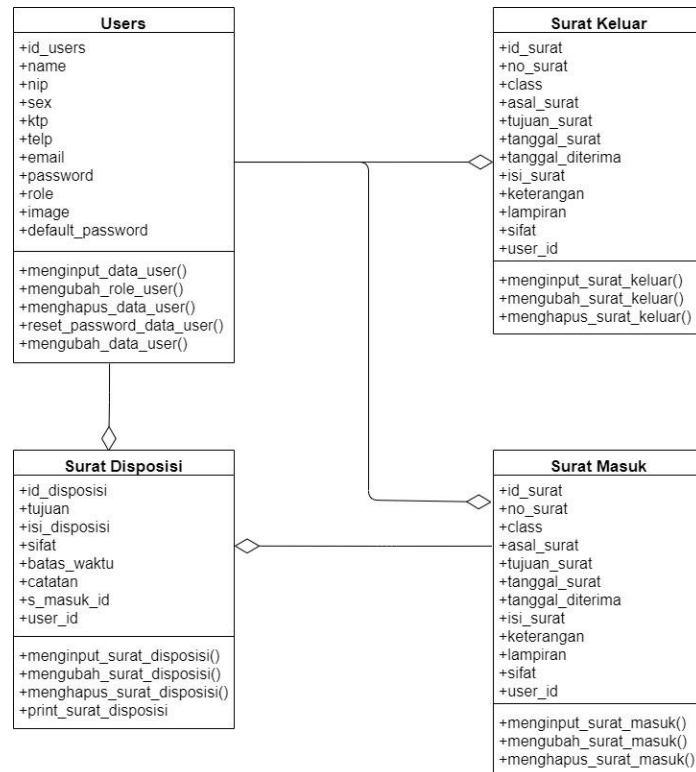 Users
+id_users
+name
+nip
+sex
+ktp
+telp
+email
+password
+role
+image
+default_password
+menginput_data_user()
+mengubah_role_user()
+menghapus_data_user()
+reset_password_data_user()
+mengubah_data_user()
Surat Keluar
+id_surat
+no_surat
+class
+asal_surat
+tujuan_surat
+tanggal_surat
+tanggal_diterima
+isi_surat
+keterangan
+lampiran
+sifat
+user_id
+menginput_surat_keluar()
+mengubah_surat_keluar()
+menghapus_surat_keluar()
Surat Disposisi
+id_disposisi
+tujuan
+isi_disposisi
+sifat
+batas_waktu
+catatan
+s_masuk_id
+user_id
+menginput_surat_disposisi()
+mengubah_surat_disposisi()
+menghapus_surat_disposisi()
+print_surat_disposisi
Surat Masuk
+id_surat
+no_surat
+class
+asal_surat
+tujuan_surat
+tanggal_surat
+tanggal_diterima
+isi_surat
+keterangan
+lampiran
+sifat
+user_id
+menginput_surat_masuk()
+mengubah_surat_masuk()
+menghapus_surat_masuk()